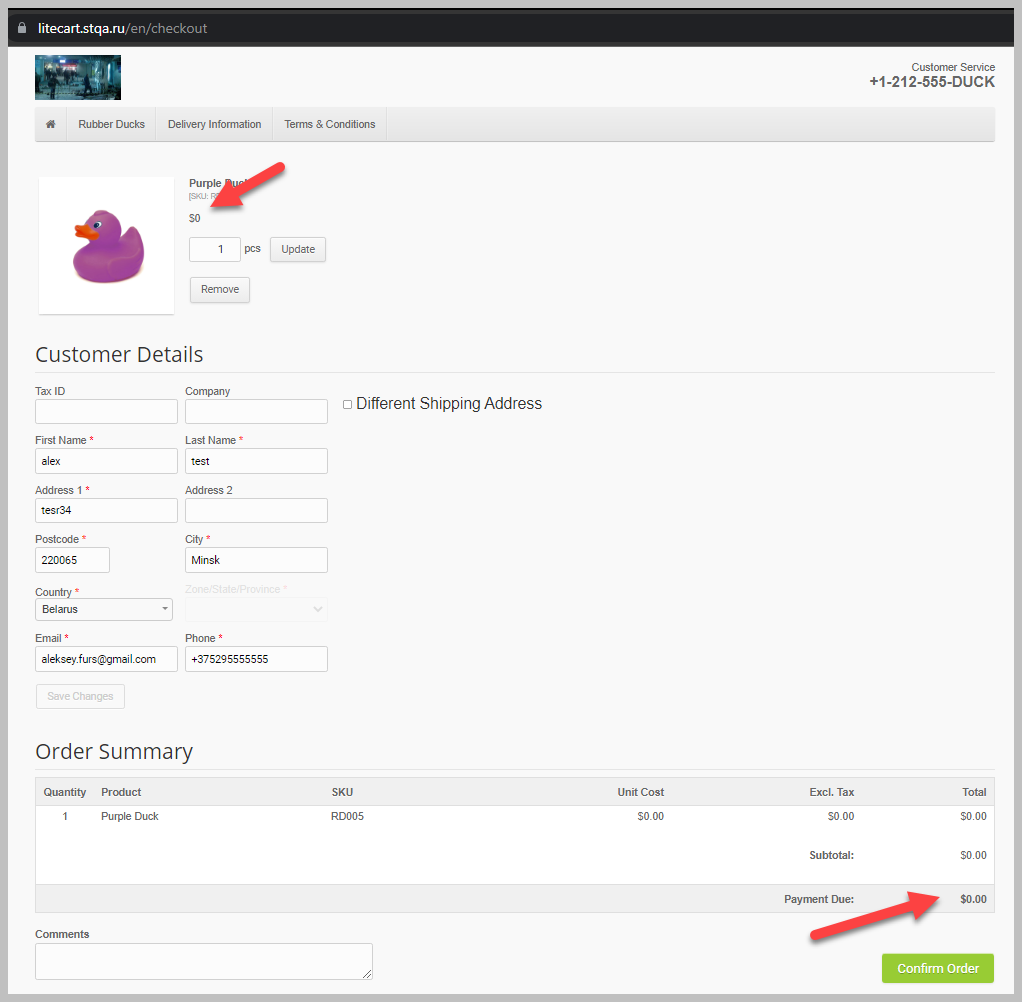 litecart.stqa.ru/en/checkout
Customer Service
+1-212-555-DUCK
Rubber Ducks Delivery Information Terms & Conditions
Purple
[SKU:
$0
1 pcs Update
Remove
Customer Details
Tax ID Company
Different Shipping Address
First Name * Last Name *
alex test
Address 1 * Address 2
tesr34
Postcode * City *
220065 Minsk
Country * Zone/State/Province *
Belarus
Email * Phone *
aleksey.furs@gmail.com +375295555555
Save Changes
Order Summary
Quantity Product SKU Unit Cost Excl. Tax Total
1 Purple Duck RD005 $0.00 $0.00 $0.00
Subtotal: $0.00
Payment Due: $0.00
Comments
Confirm Order